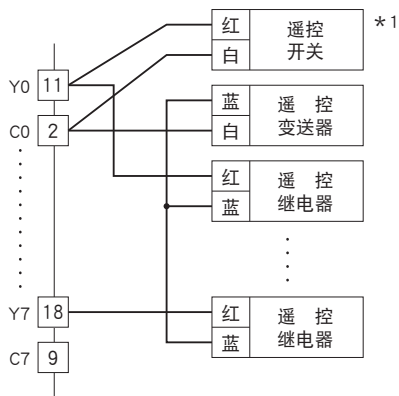 红 遥控 *1
白 开关
Y0 11
蓝 遥 控
C0 2 白 变送器
红 遥 控
蓝 继电器
Y7 18 红 遥 控
蓝 继电器
C7 9